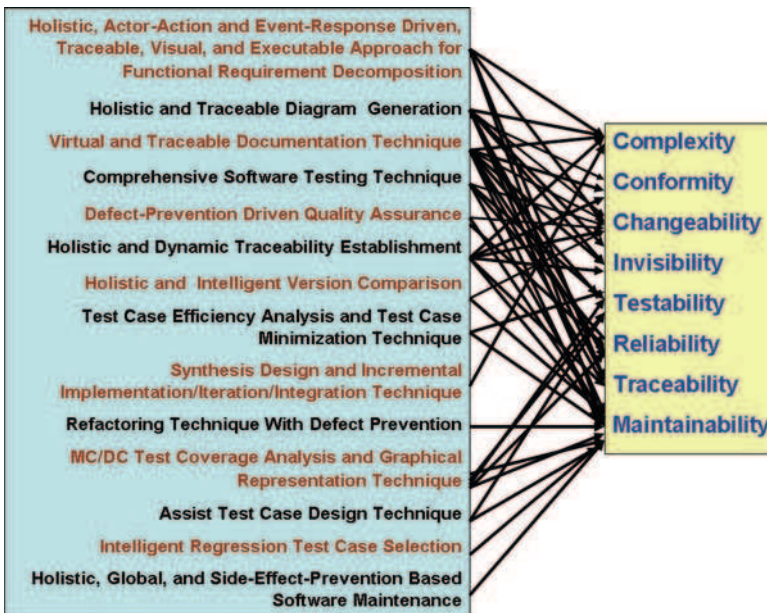 Holistic, Actor-Action and Event-Response Driven,
Traceable, Visual, and Executable Approach for
Functional Requirement Decomposition
Holistic and Traceable Diagram Generation
Virtual and Traceable Documentation Technique
Comprehensive Software Testing Technique
Defect-Prevention Driven Quality Assurance
Holistic and Dynamic Traceability Establishment
Holistic and Intelligent Version Comparison
Test Case Efficiency Analysis and Test Case
Minimization Technique
Synthesis Design and Incremental
Implementation/Iteration/Integration Technique
Refactoring Technique With Defect Prevention
MC/DC Test Coverage Analysis and Graphical
Representation Technique
Assist Test Case Design Technique
Intelligent Regression Test Case Selection
Holistic, Global, and Side-Effect-Prevention Based
Software Maintenance
Complexity
Conformity
Changeability
Invisibility
Testability
Reliability
Traceability
Maintainability